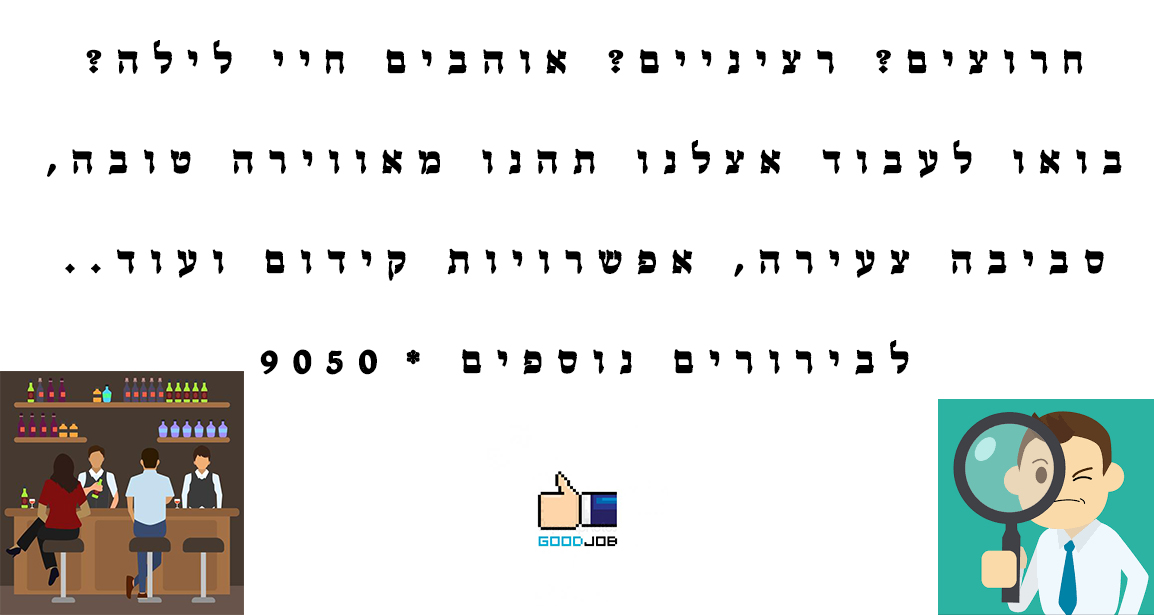 חרוצים? רציניים? אוהבים חיי לילה?
בואו לעבוד אצלנו תהנו מאווירה טובה,
סביבה צעירה, אפשרויות קידום ועוד..
לבירורים נוספים * 9050
GOODJOB